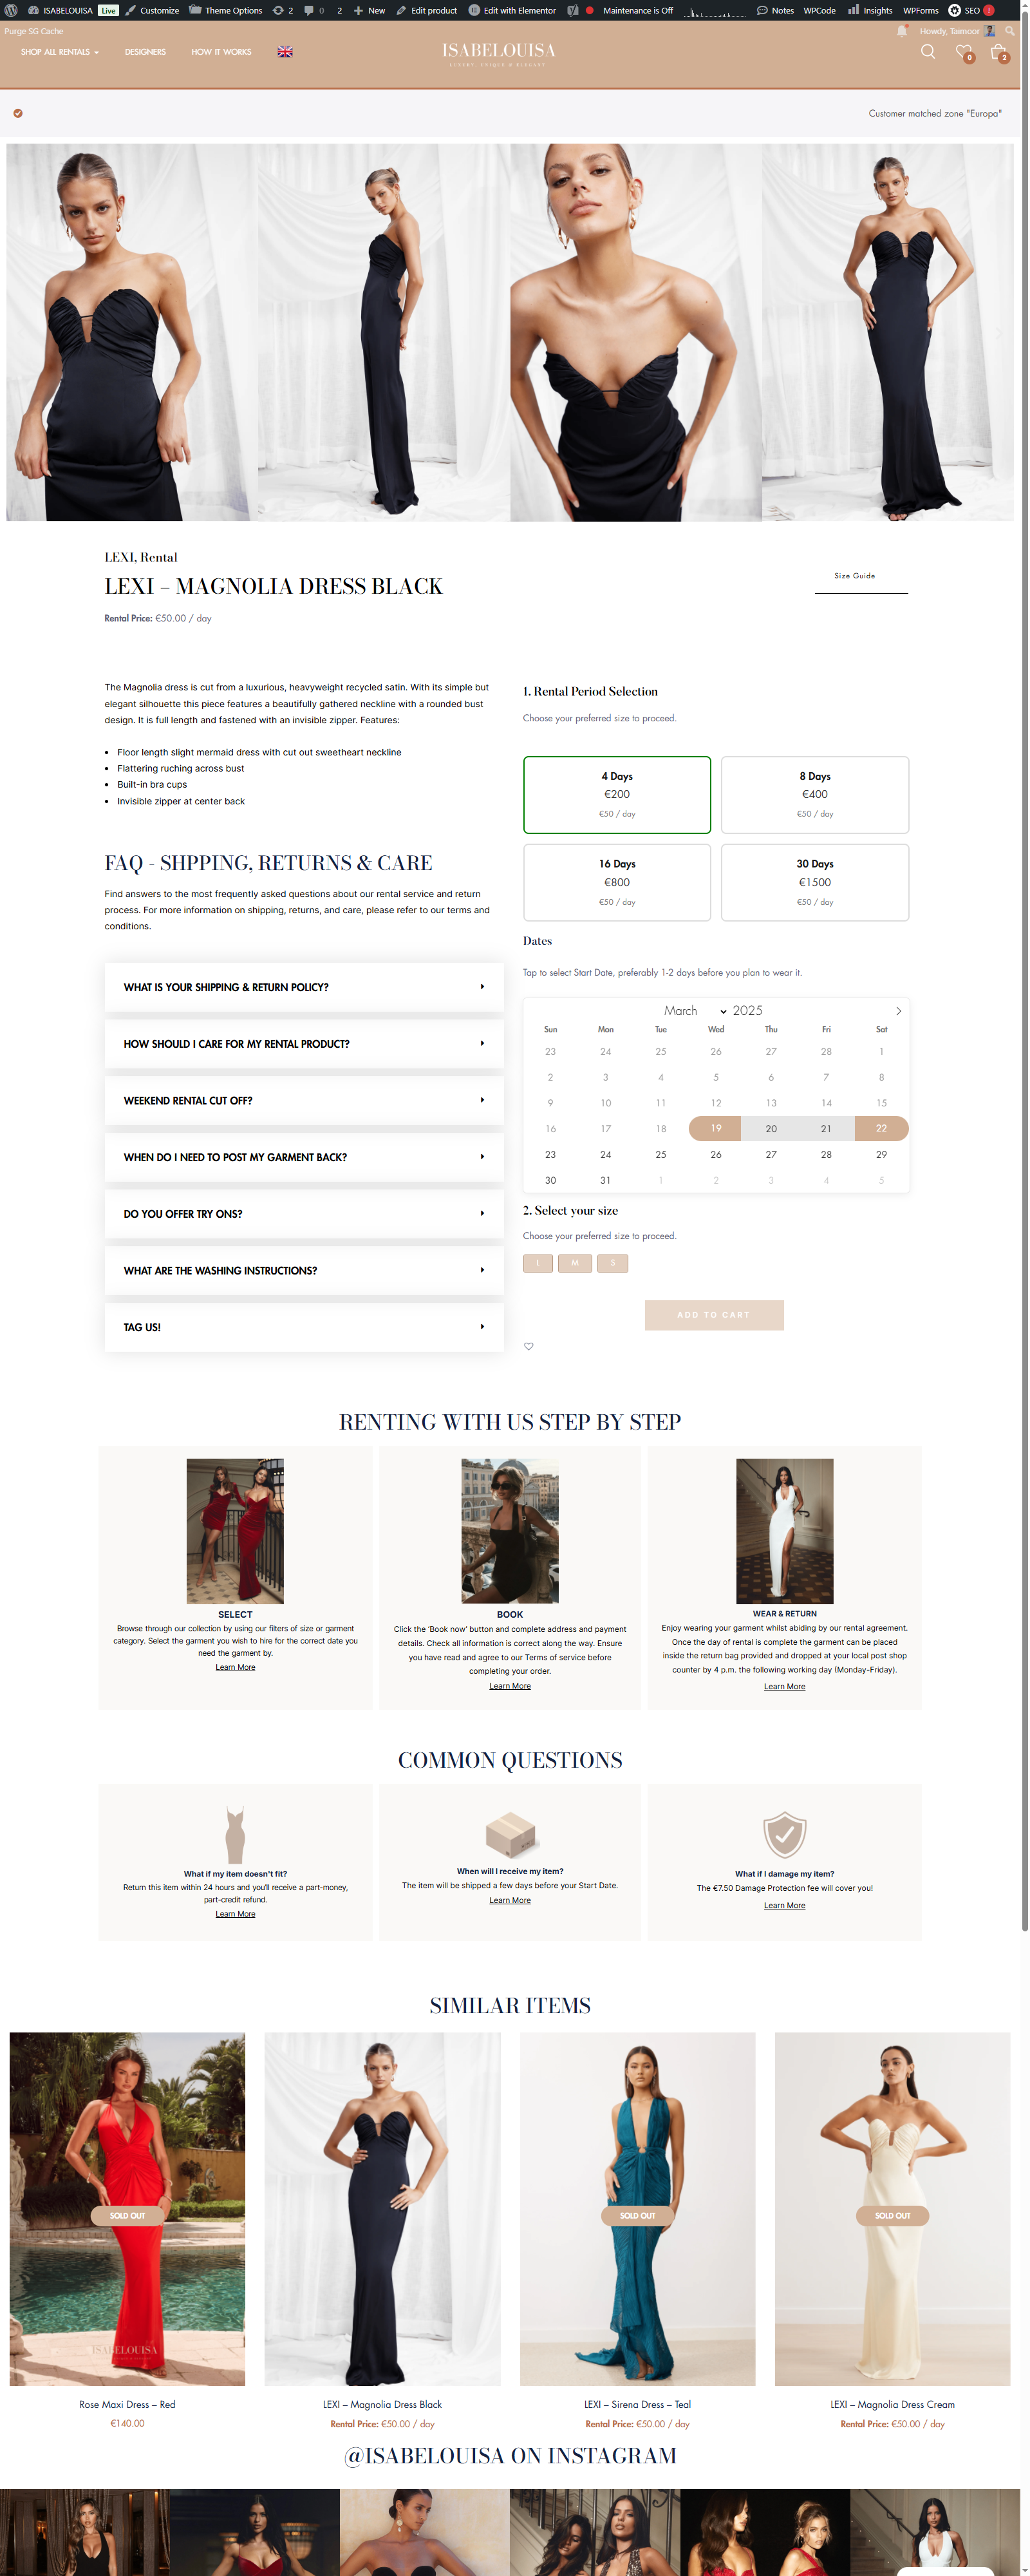 ISABELOUISA Live Customize Theme Options 2 0 2 New Edit product Edit with Elementor Maintenance is Off Notes WPCode Insights WPForms SEO !
Purge SG Cache
Howdy, Taimoor
SHOP ALL RENTALS DESIGNERS HOW IT WORKS
ISABELOUISA
LUXURY, UNIQUE & ELEGANT
0
2
Customer matched zone "Europa"
LEXI, Rental
LEXI – MAGNOLIA DRESS BLACK
Size Guide
Rental Price: €50.00 / day
The Magnolia dress is cut from a luxurious, heavyweight recycled satin. With its simple but
elegant silhouette this piece features a beautifully gathered neckline with a rounded bust
design. It is full length and fastened with an invisible zipper. Features:
Floor length slight mermaid dress with cut out sweetheart neckline
Flattering ruching across bust
Built-in bra cups
Invisible zipper at center back
FAQ - SHPPING, RETURNS & CARE
Find answers to the most frequently asked questions about our rental service and return
process. For more information on shipping, returns, and care, please refer to our terms and
conditions.
WHAT IS YOUR SHIPPING & RETURN POLICY?
HOW SHOULD I CARE FOR MY RENTAL PRODUCT?
WEEKEND RENTAL CUT OFF?
WHEN DO I NEED TO POST MY GARMENT BACK?
DO YOU OFFER TRY ONS?
WHAT ARE THE WASHING INSTRUCTIONS?
TAG US!
1. Rental Period Selection
Choose your preferred size to proceed.
4 Days
€200
€50 / day
8 Days
€400
€50 / day
16 Days
€800
€50 / day
30 Days
€1500
€50 / day
Dates
Tap to select Start Date, preferably 1-2 days before you plan to wear it.
March 2025
Sun Mon Tue Wed Thu Fri Sat
23 24 25 26 27 28 1
2 3 4 5 6 7 8
9 10 11 12 13 14 15
16 17 18 19 20 21 22
23 24 25 26 27 28 29
30 31 1 2 3 4 5
2. Select your size
Choose your preferred size to proceed.
L M S
ADD TO CART
RENTING WITH US STEP BY STEP
SELECT
Browse through our collection by using our filters of size or garment
category. Select the garment you wish to hire for the correct date you
need the garment by.
Learn More
BOOK
Click the 'Book now' button and complete address and payment
details. Check all information is correct along the way. Ensure
you have read and agree to our Terms of service before
completing your order.
Learn More
WEAR & RETURN
Enjoy wearing your garment whilst abiding by our rental agreement.
Once the day of rental is complete the garment can be placed
inside the return bag provided and dropped at your local post shop
counter by 4 p.m. the following working day (Monday-Friday).
Learn More
COMMON QUESTIONS
What if my item doesn't fit?
Return this item within 24 hours and you'll receive a part-money,
part-credit refund.
Learn More
When will I receive my item?
The item will be shipped a few days before your Start Date.
Learn More
What if I damage my item?
The €7.50 Damage Protection fee will cover you!
Learn More
SIMILAR ITEMS
SOLD OUT
SOLD OUT
SOLD OUT
ISABELOUISA
Rose Maxi Dress – Red
€140.00
LEXI – Magnolia Dress Black
Rental Price: €50.00 / day
LEXI – Sirena Dress – Teal
Rental Price: €50.00 / day
LEXI – Magnolia Dress Cream
Rental Price: €50.00 / day
@ISABELOUISA ON INSTAGRAM